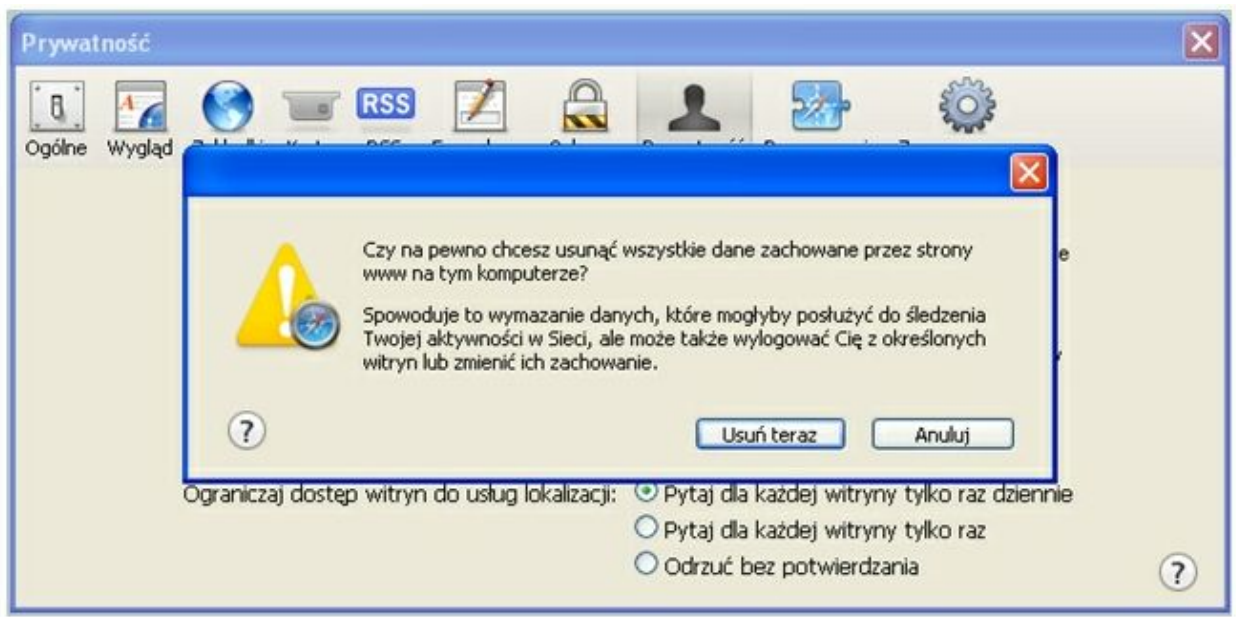 Prywatność
RSS
Ogólne Wygląd
Czy na pewno chcesz usunąć wszystkie dane zachowane przez strony
www na tym komputerze?
Spowoduje to wymazanie danych, które mogłyby posłużyć do śledzenia
Twojej aktywności w Sieci, ale może także wylogować Cię z określonych
witryn lub zmienić ich zachowanie.
?
Usuń teraz Anuluj
Ograniczaj dostęp witryn do usług lokalizacji: Pytaj dla każdej witryny tylko raz dziennie
Pytaj dla każdej witryny tylko raz
Odrzuć bez potwierdzania
?